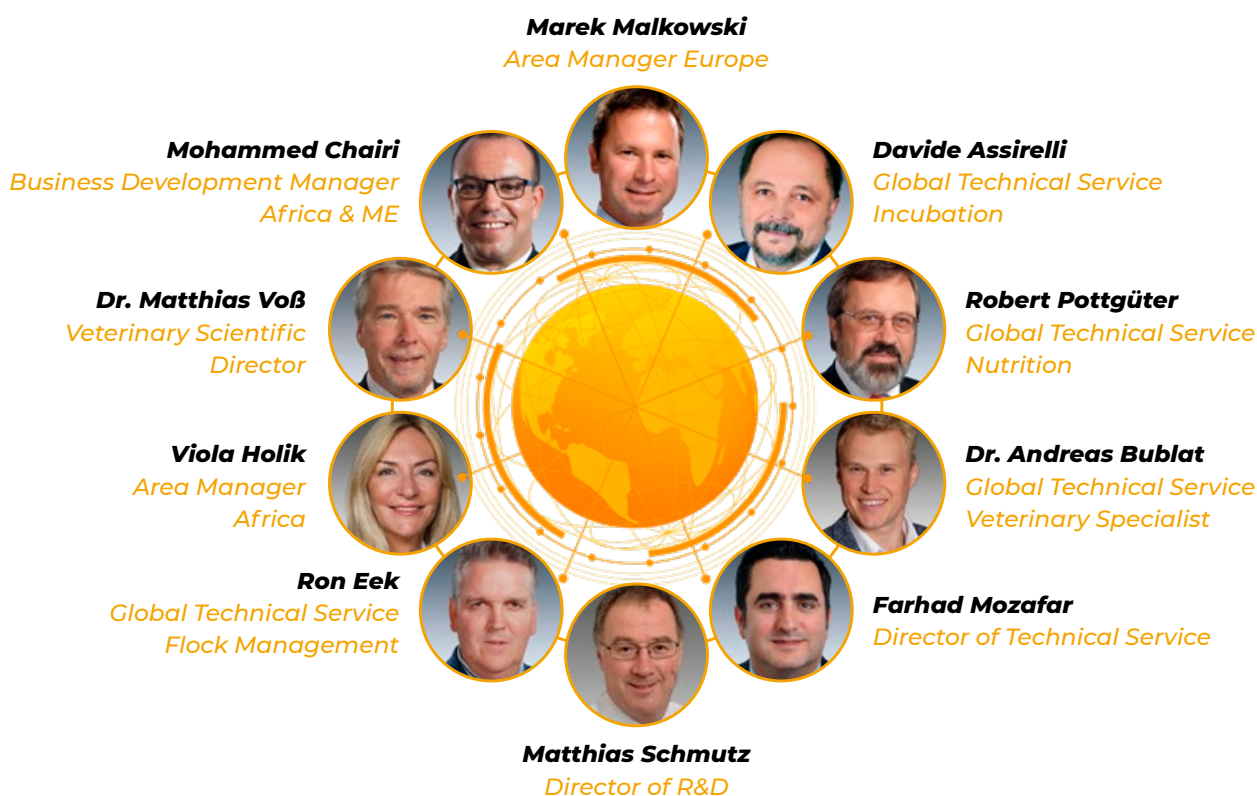 Marek Malkowski
Area Manager Europe
Mohammed Chairi
Business Development Manager
Africa & ME
Davide Assirelli
Global Technical Service
Incubation
Dr. Matthias Voß
Veterinary Scientific
Director
Robert Pottgüter
Global Technical Service
Nutrition
Viola Holik
Area Manager
Africa
Dr. Andreas Bublat
Global Technical Service
Veterinary Specialist
Ron Eek
Global Technical Service
Flock Management
Farhad Mozafar
Director of Technical Service
Matthias Schmutz
Director of R&D